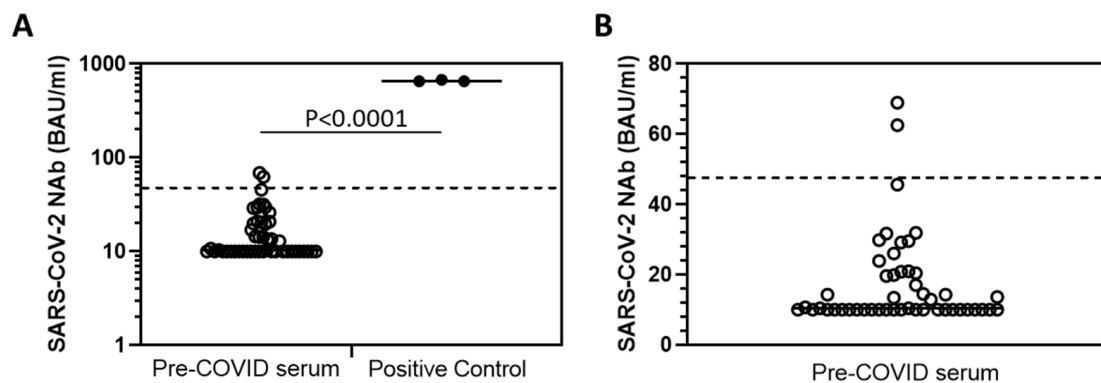 A
SARS-CoV-2 NAb (BAU/ml)
1000
100
10
1
P<0.0001
Pre-COVID serum
Positive Control
B
SARS-CoV-2 NAb (BAU/ml)
80
60
40
20
0
Pre-COVID serum